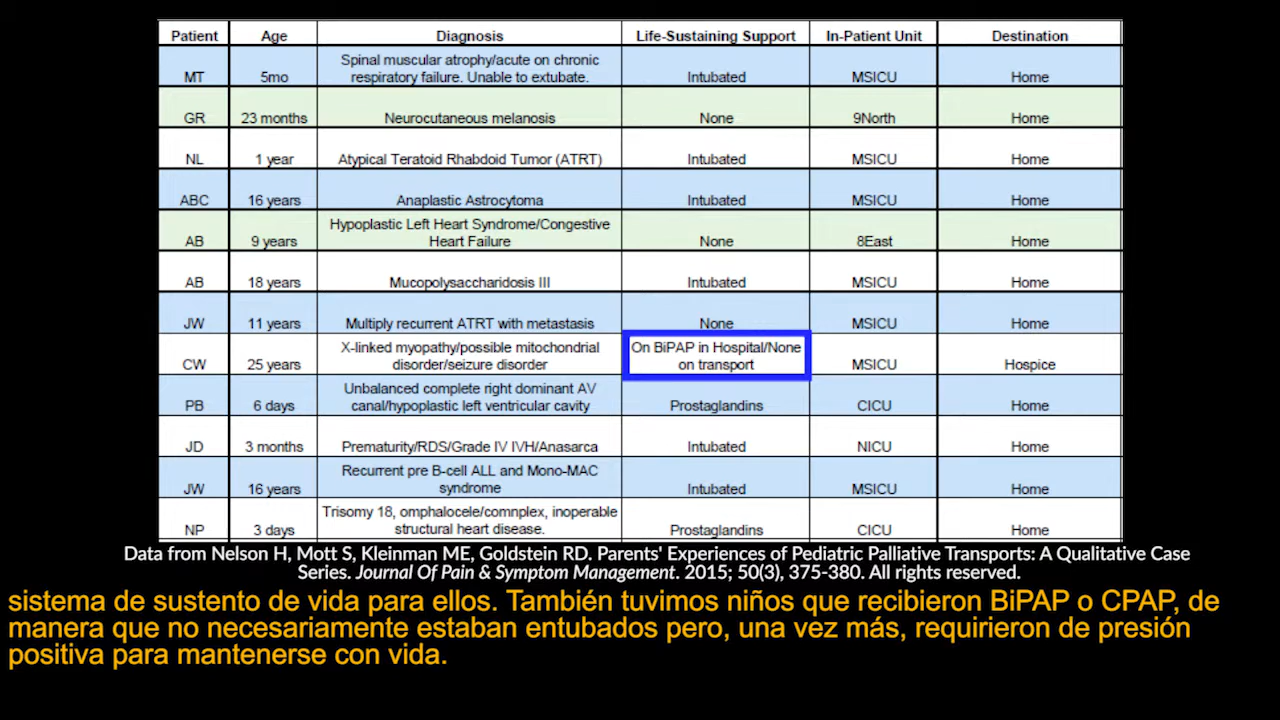 Patient Age Diagnosis Life-Sustaining Support In-Patient Unit Destination
Spinal muscular atrophy/acute on chronic
MT 5mo respiratory failure. Unable to extubate. Intubated MSICU Home
GR 23 months Neurocutaneous melanosis None 9North Home
NL 1 year Atypical Teratoid Rhabdoid Tumor (ATRT) Intubated MSICU Home
ABC 16 years Anaplastic Astrocytoma Intubated MSICU Home
Hypoplastic Left Heart Syndrome/Congestive
AB 9 years Heart Failure None 8East Home
AB 18 years Mucopolysaccharidosis III Intubated MSICU Home
JW 11 years Multiply recurrent ATRT with metastasis None MSICU Home
X-linked myopathy/possible mitochondrial On BiPAP in Hospital/None
CW 25 years disorder/seizure disorder on transport MSICU Hospice
Unbalanced complete right dominant AV
PB 6 days canal/hypoplastic left ventricular cavity Prostaglandins CICU Home
JD 3 months Prematurity/RDS/Grade IV IVH/Anasarca Intubated NICU Home
Recurrent pre B-cell ALL and Mono-MAC
JW 16 years syndrome Intubated MSICU Home
Trisomy 18, omphalocele/comnplex, inoperable
NP 3 days structural heart disease. Prostaglandins CICU Home
Data from Nelson H, Mott S, Kleinman ME, Goldstein RD. Parents' Experiences of Pediatric Palliative Transports: A Qualitative Case
Series. Journal Of Pain & Symptom Management. 2015; 50(3), 375-380. All rights reserved.
sistema de sustento de vida para ellos. También tuvimos niños que recibieron BiPAP o CPAP, de
manera que no necesariamente estaban entubados pero, una vez más, requirieron de presión
positiva para mantenerse con vida.